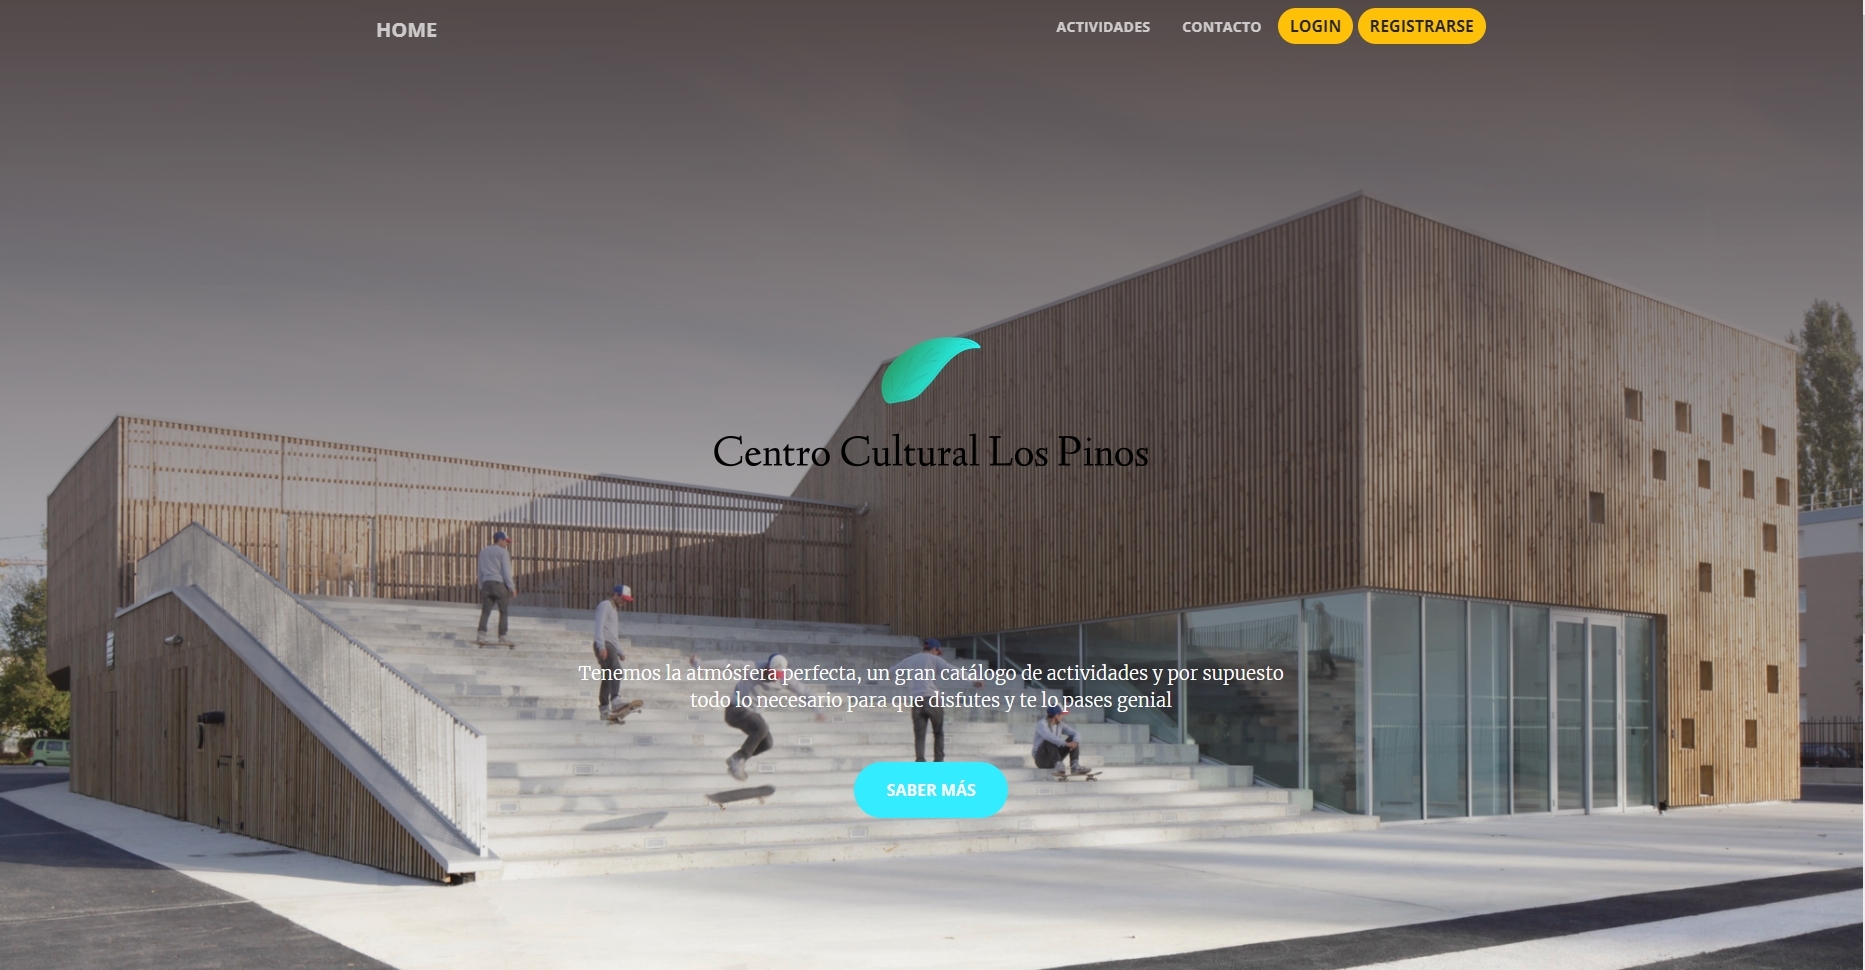 HOME
ACTIVIDADES
CONTACTO
LOGIN
REGISTRARSE
Centro Cultural Los Pinos
Tenemos la atmósfera perfecta, un gran catálogo de actividades y por supuesto
todo lo necesario para que disfutes y te lo pases genial
SABER MÁS